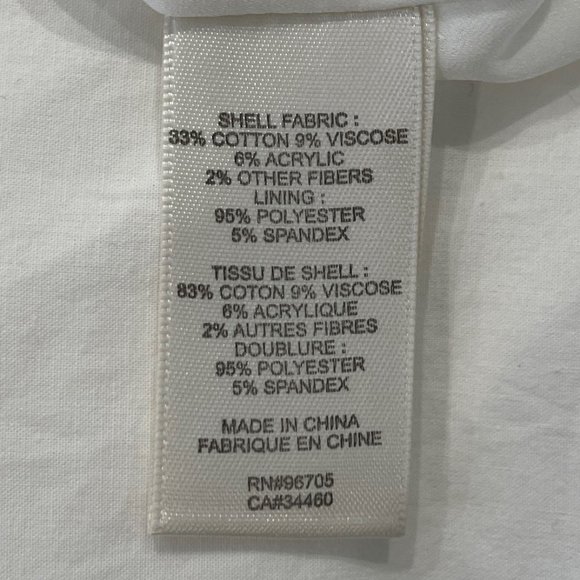 SHELL FABRIC :
33% COTTON 9% VISCOSE
6% ACRYLIC
2% OTHER FIBERS
LINING :
95% POLYESTER
5% SPANDEX
TISSU DE SHELL :
83% COTON 9% VISCOSE
6% ACRYLIQUE
2% AUTRES FIBRES
DOUBLURE :
95% POLYESTER
5% SPANDEX
MADE IN CHINA
FABRIQUE EN CHINE
RN#96705
CA#34460